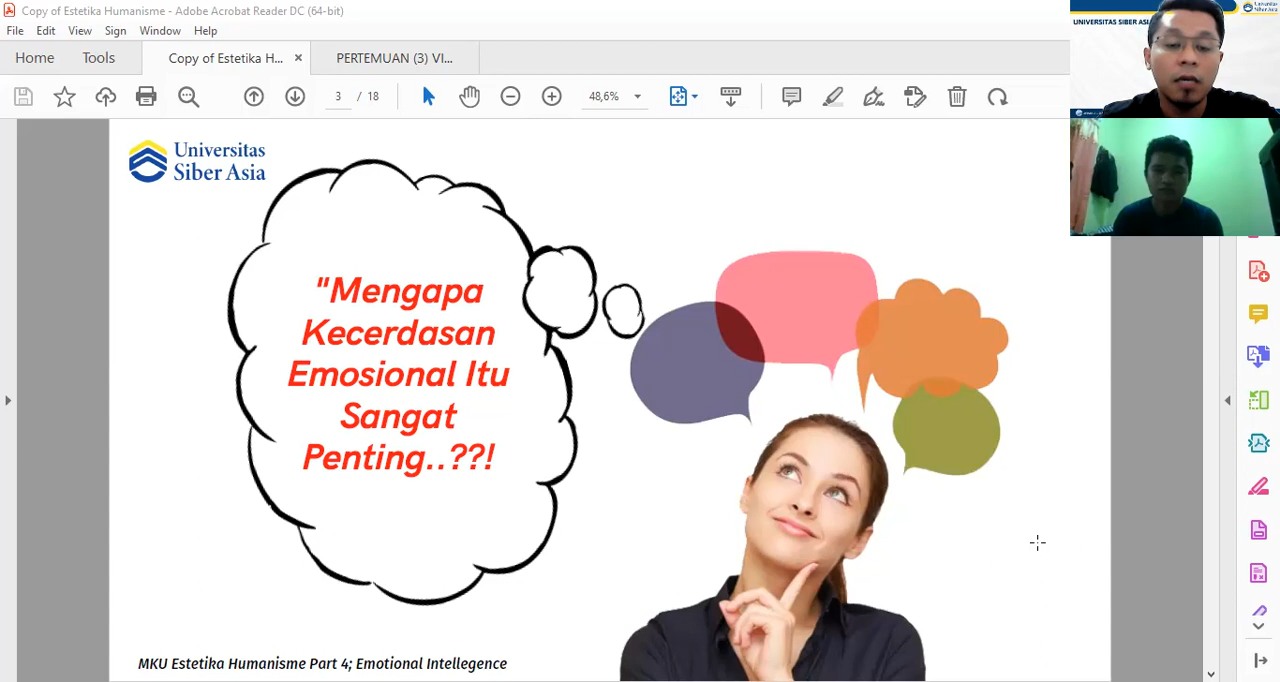 Copy of Estetika Humanisme - Adobe Acrobat Reader DC (64-bit)
File Edit View Sign Window Help
Home Tools Copy of Estetika H... × PERTEMUAN (3) VI...
3 / 18 48,6%
UNIVERSITAS SIBER ASI
Universitas
Siber Asia
"Mengapa
Kecerdasan
Emosional Itu
Sangat
Penting..??!
MKU Estetika Humanisme Part 4; Emotional Intellegence